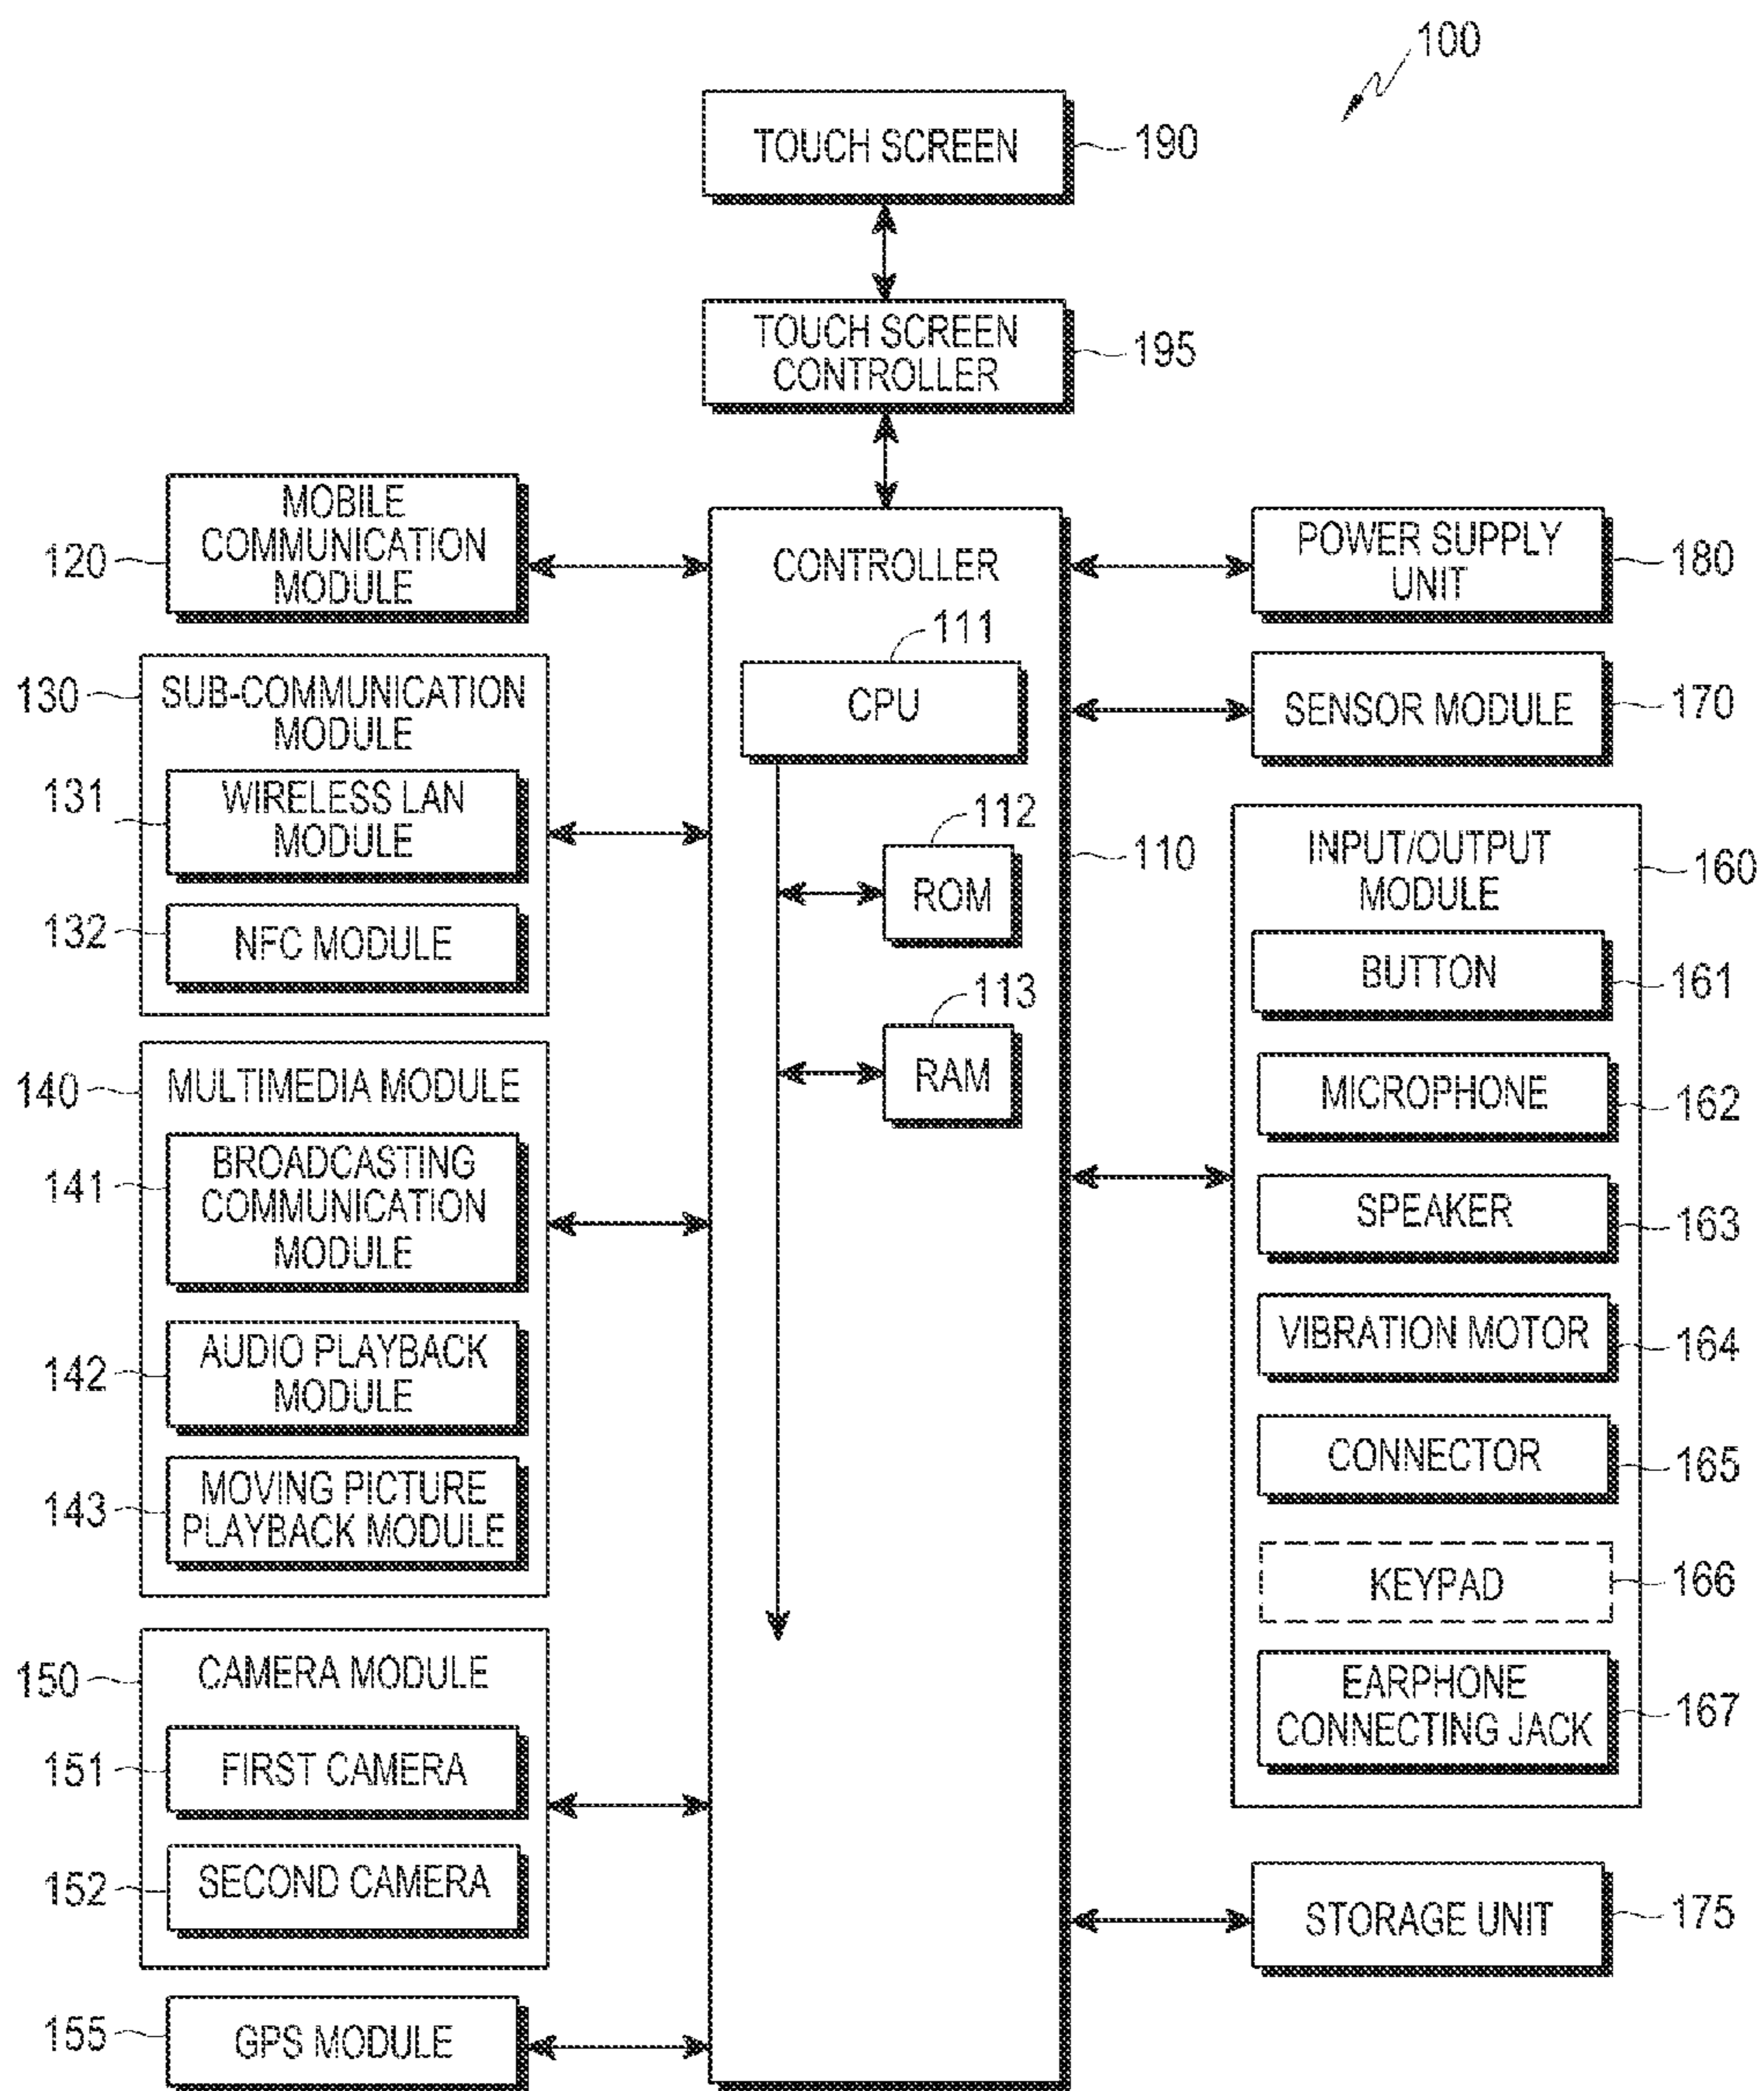 100
TOUCH SCREEN
190
TOUCH SCREEN
CONTROLLER
195
120
MOBILE
COMMUNICATION
MODULE
130
SUB-COMMUNICATION
MODULE
131
WIRELESS LAN
MODULE
132
NFC MODULE
140
MULTIMEDIA MODULE
141
BROADCASTING
COMMUNICATION
MODULE
142
AUDIO PLAYBACK
MODULE
143
MOVING PICTURE
PLAYBACK MODULE
150
CAMERA MODULE
151
FIRST CAMERA
152
SECOND CAMERA
155
GPS MODULE
CONTROLLER
110
111
CPU
112
ROM
113
RAM
POWER SUPPLY
UNIT
180
SENSOR MODULE
170
INPUT/OUTPUT
MODULE
160
BUTTON
161
MICROPHONE
162
SPEAKER
163
VIBRATION MOTOR
164
CONNECTOR
165
KEYPAD
166
EARPHONE
CONNECTING JACK
167
STORAGE UNIT
175